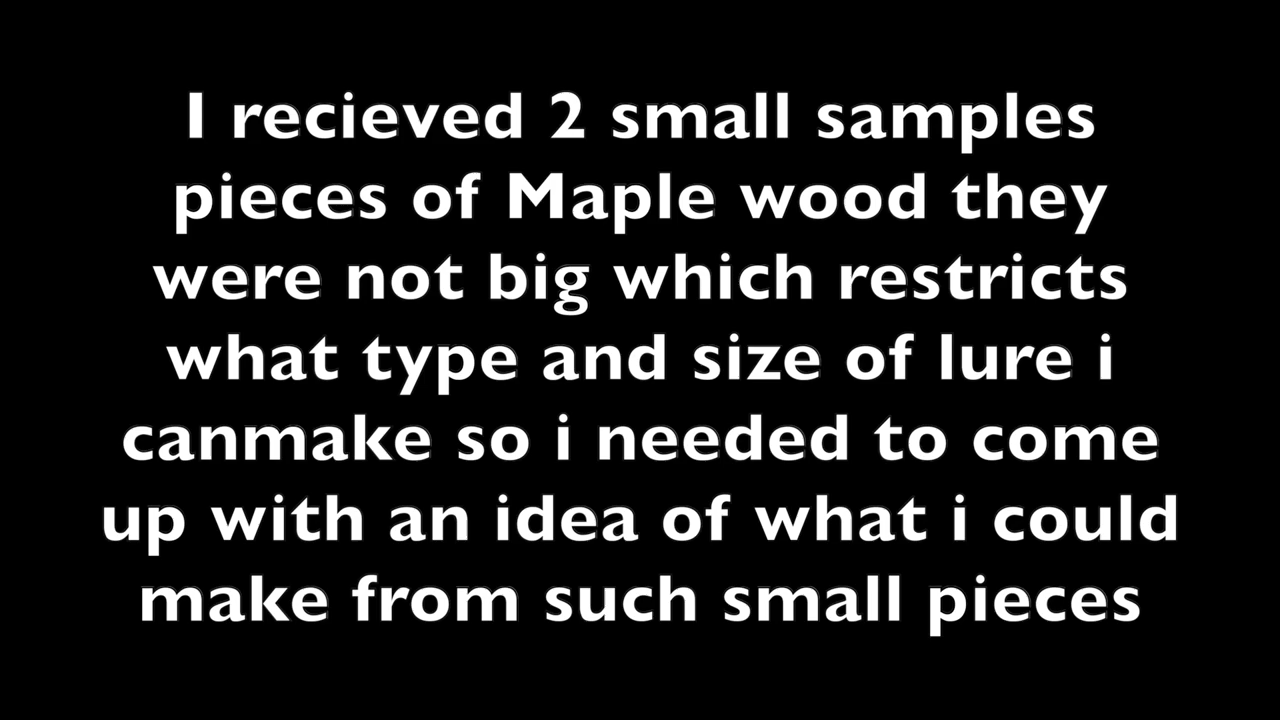 I recieved 2 small samples
pieces of Maple wood they
were not big which restricts
what type and size of lure i
canmake so i needed to come
up with an idea of what i could
make from such small pieces